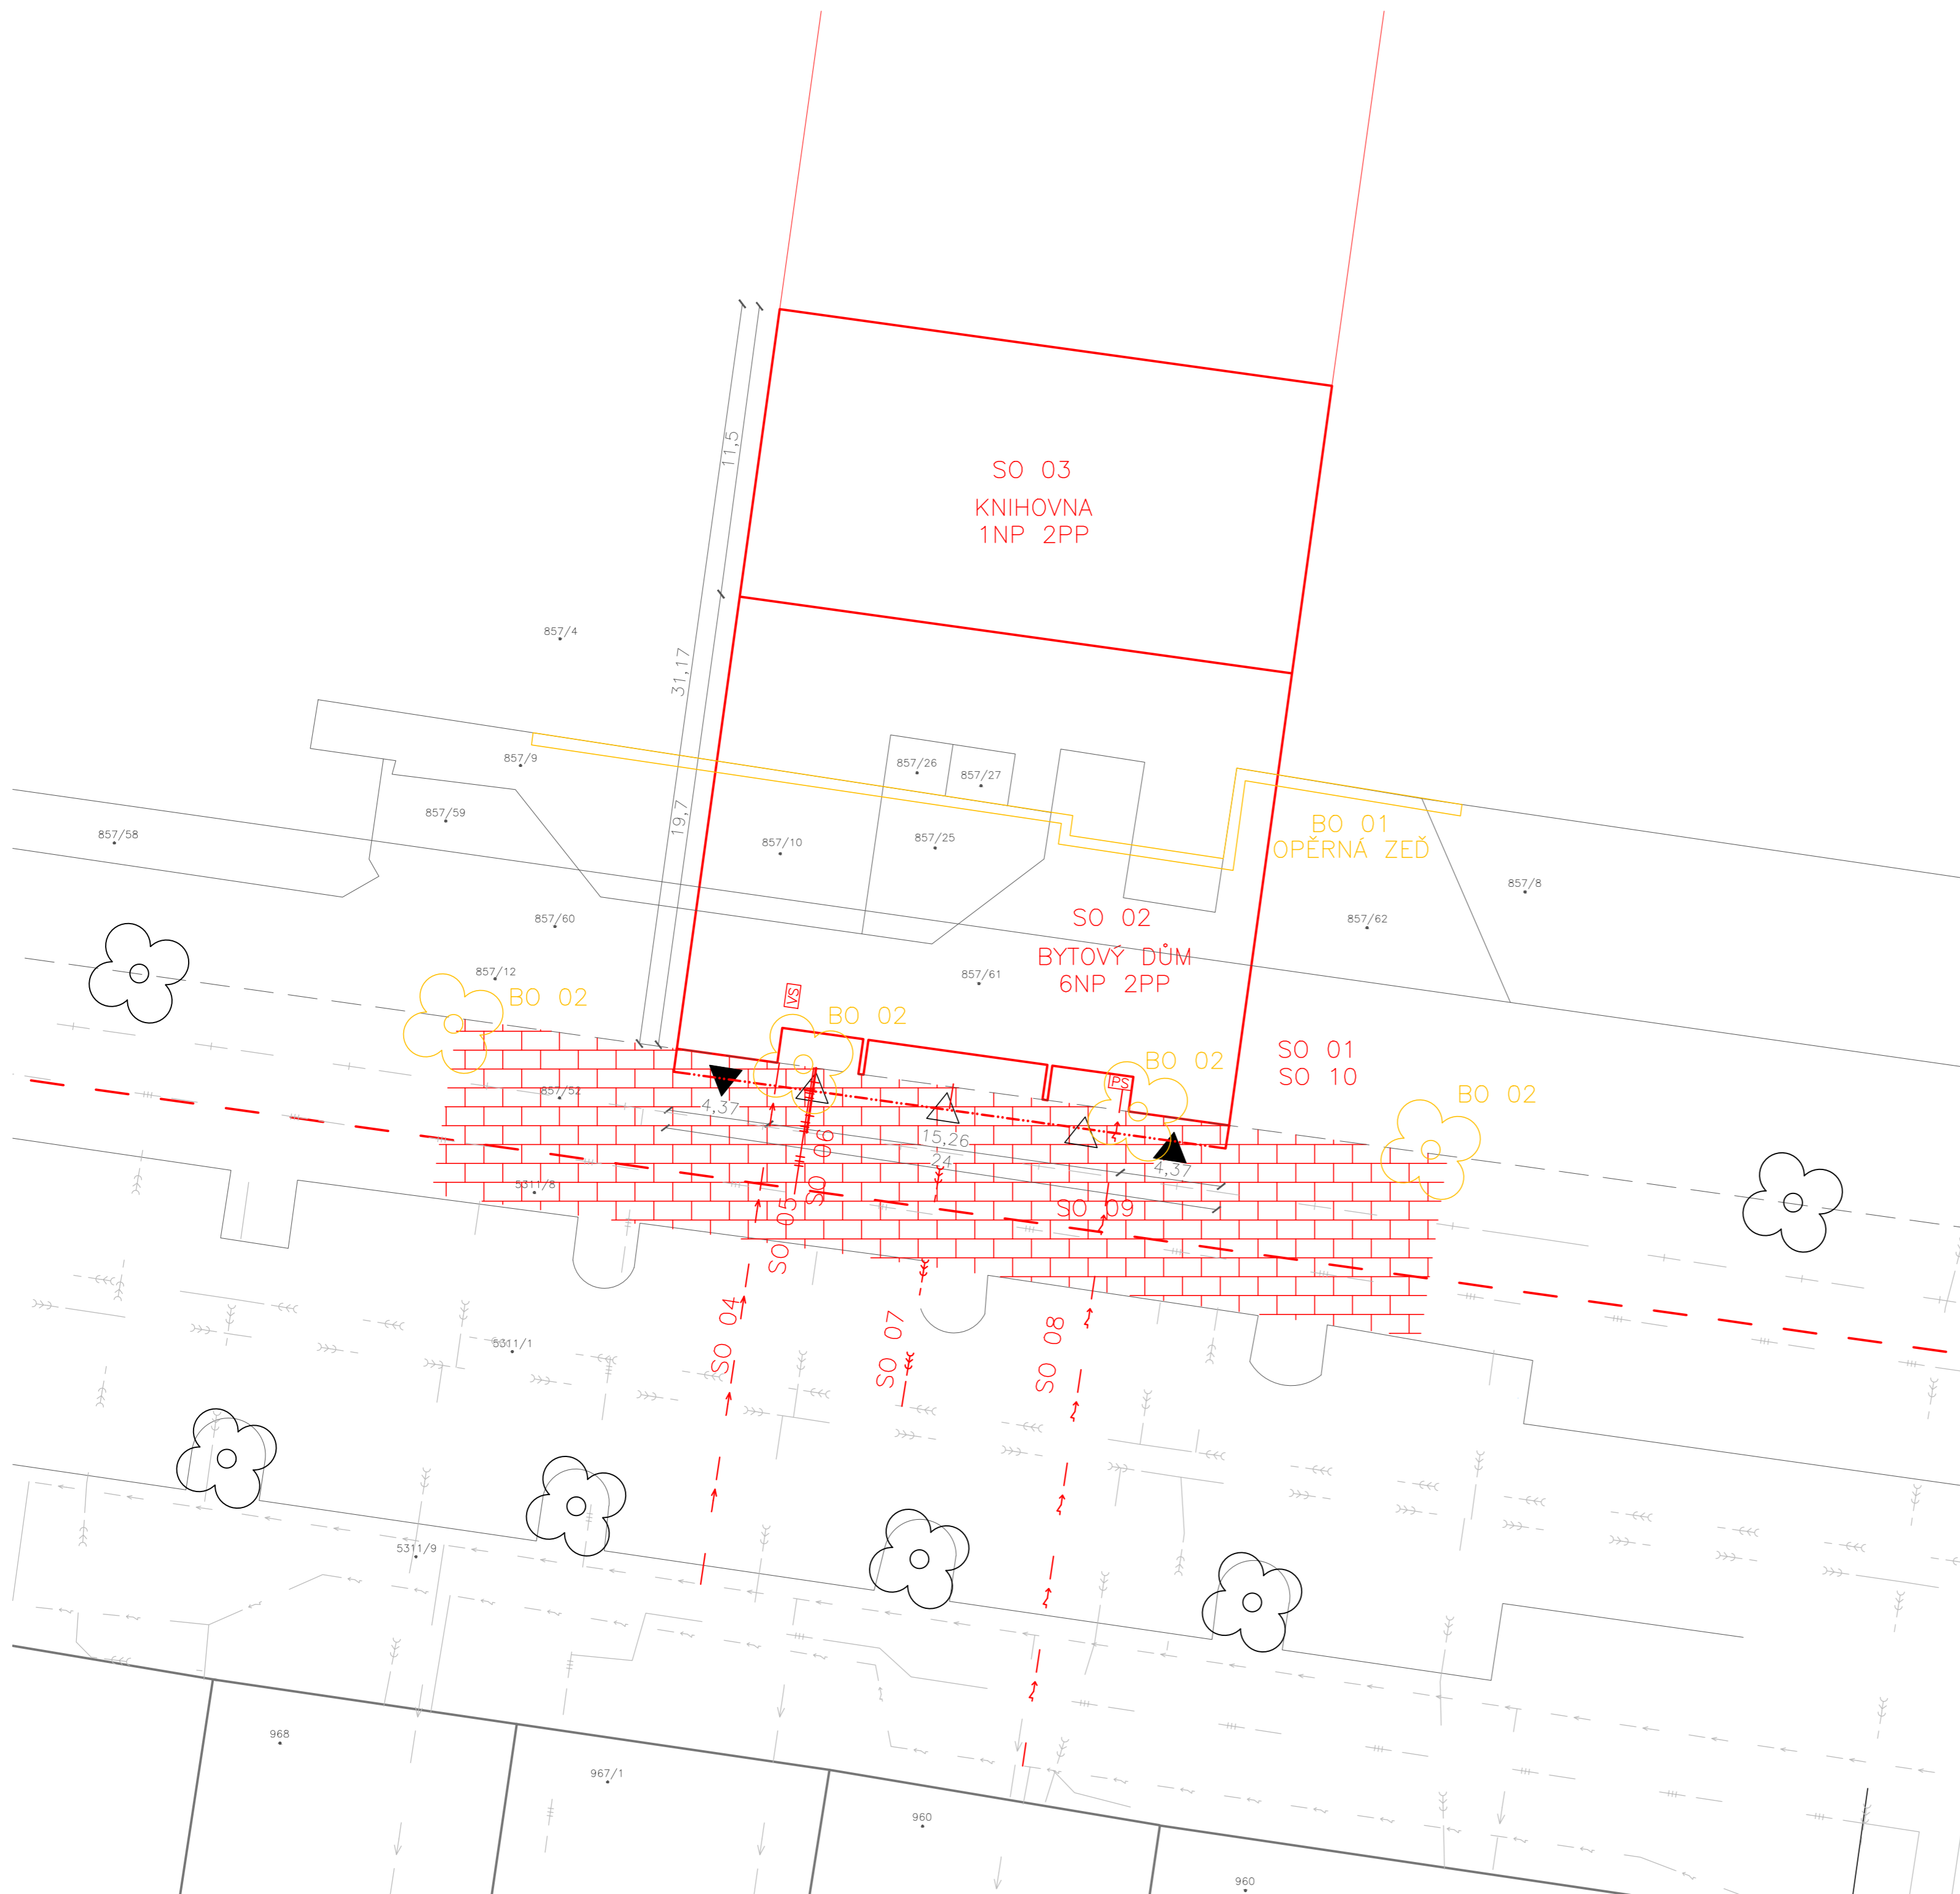 SO 03
KNIHOVNA
1NP 2PP
11,5
31,17
19,7
857/4
857/9
857/26
857/27
857/59
857/58
857/10
857/25
BO 01
OPĚRNÁ ZEĎ
857/8
857/60
857/62
SO 02
BYTOVÝ DŮM
6NP 2PP
857/12
857/61
BO 02
VS
BO 02
BO 02
BO 02
SO 01
SO 10
PS
857/52
4,37
15,26
24
4,37
5311/8
SO 09
SO 06
SO 05
SO 04
SO 07
SO 08
5311/1
5311/9
968
967/1
960
960